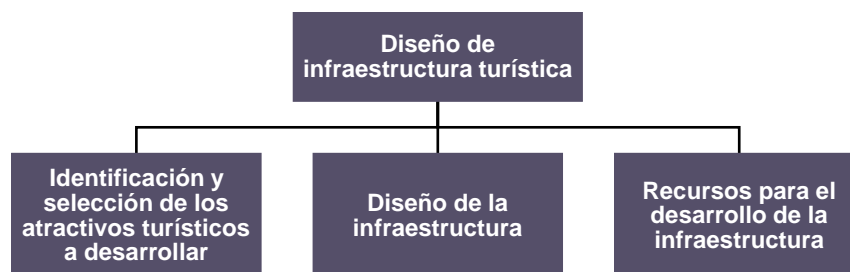 Diseño de
infraestructura turística
Identificación y
selección de los
atractivos turísticos
a desarrollar
Diseño de la
infraestructura
Recursos para el
desarrollo de la
infraestructura